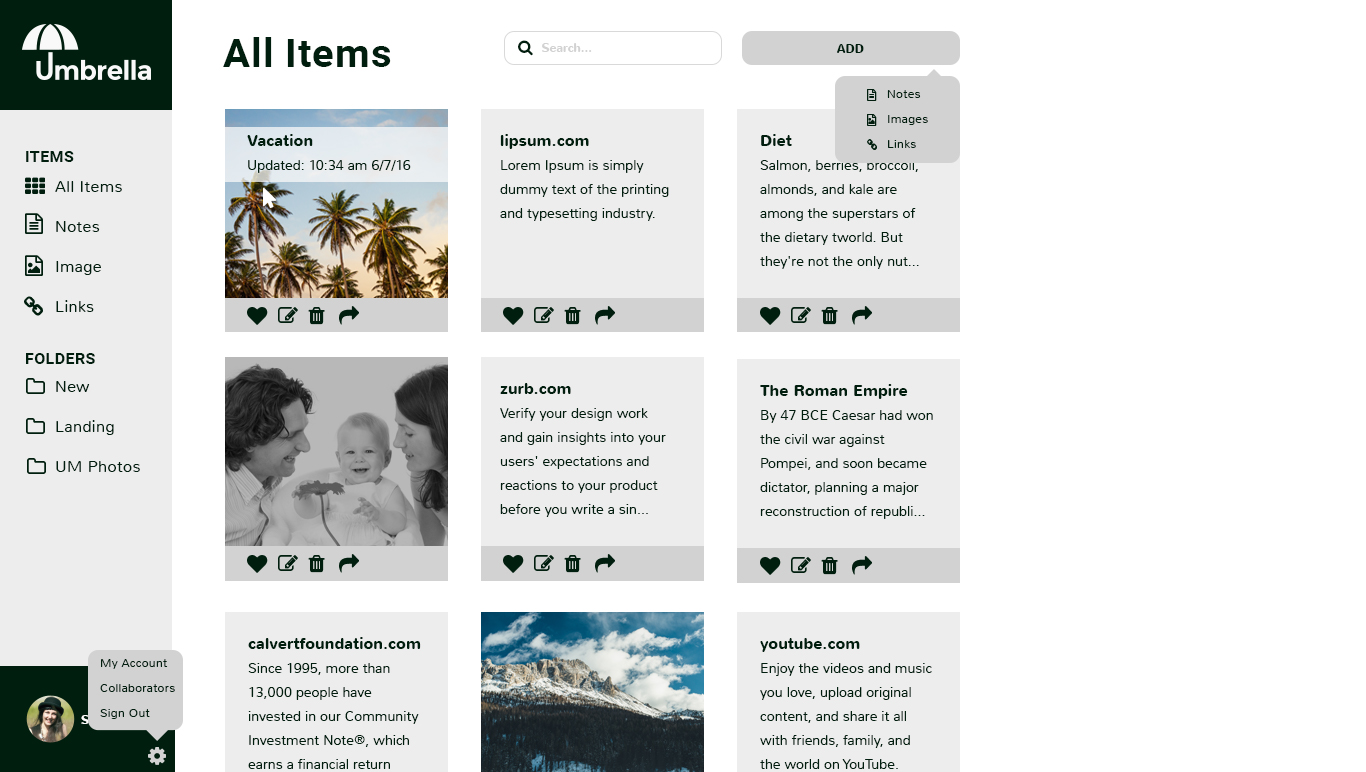 Umbrella
All Items
Search...
ADD
Notes
Images
Links
ITEMS
All Items
Notes
Image
Links
FOLDERS
New
Landing
UM Photos
My Account
Collaborators
Sign Out
Vacation
Updated: 10:34 am 6/7/16
lipsum.com
Lorem Ipsum is simply
dummy text of the printing
and typesetting industry.
Diet
Salmon, berries, broccoli,
almonds, and kale are
among the superstars of
the dietary tworld. But
they're not the only nut...
zurb.com
Verify your design work
and gain insights into your
users' expectations and
reactions to your product
before you write a sin...
The Roman Empire
By 47 BCE Caesar had won
the civil war against
Pompei, and soon became
dictator, planning a major
reconstruction of republi...
calvertfoundation.com
Since 1995, more than
13,000 people have
invested in our Community
Investment Note®, which
earns a financial return
youtube.com
Enjoy the videos and music
you love, upload original
content, and share it all
with friends, family, and
the world on YouTube.